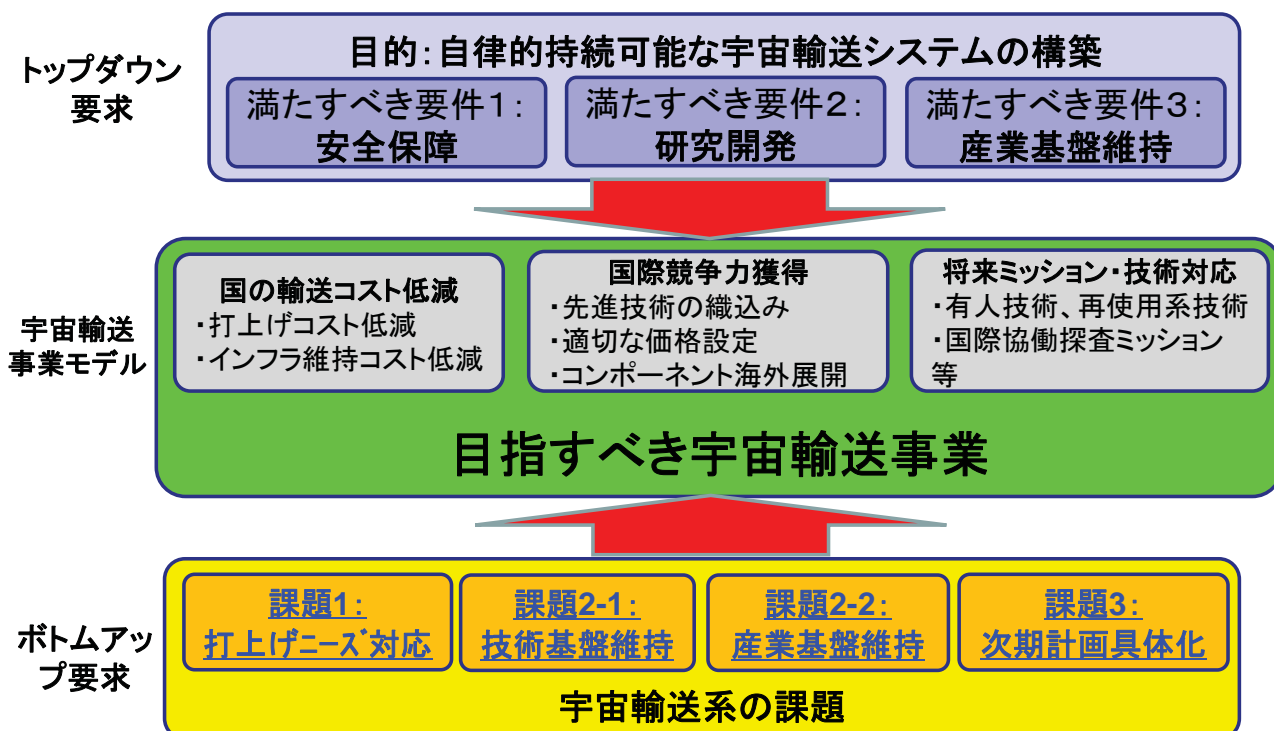 トップダウン
要求
目的：自律的持続可能な宇宙輸送システムの構築
満たすべき要件1：
安全保障
満たすべき要件2：
研究開発
満たすべき要件3：
産業基盤維持
宇宙輸送
事業モデル
国の輸送コスト低減
・打上げコスト低減
・インフラ維持コスト低減
国際競争力獲得
・先進技術の織込み
・適切な価格設定
・コンポーネント海外展開
将来ミッション・技術対応
・有人技術、再使用系技術
・国際協働探査ミッション
等
目指すべき宇宙輸送事業
ボトムアッ
プ要求
課題1：
打上げニーズ対応
課題2-1：
技術基盤維持
課題2-2：
産業基盤維持
課題3：
次期計画具体化
宇宙輸送系の課題